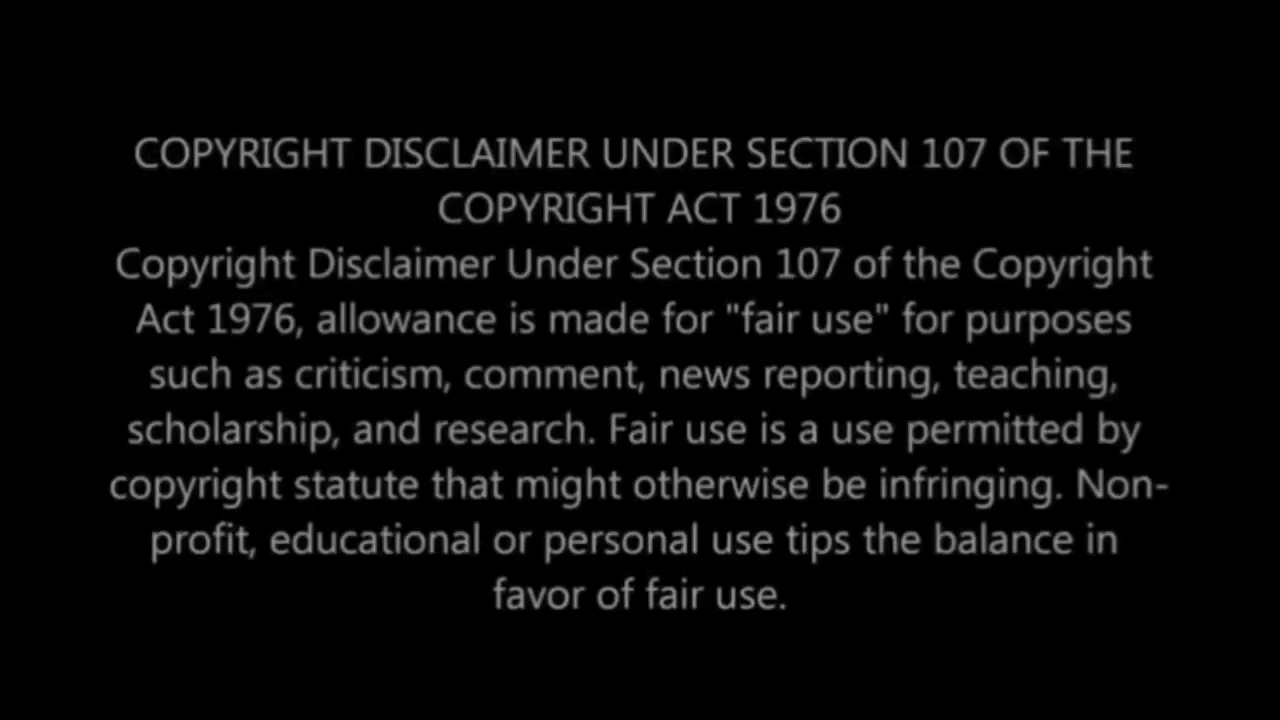 COPYRIGHT DISCLAIMER UNDER SECTION 107 OF THE
COPYRIGHT ACT 1976
Copyright Disclaimer Under Section 107 of the Copyright
Act 1976, allowance is made for "fair use" for purposes
such as criticism, comment, news reporting, teaching,
scholarship, and research. Fair use is a use permitted by
copyright statute that might otherwise be infringing. Non-
profit, educational or personal use tips the balance in
favor of fair use.